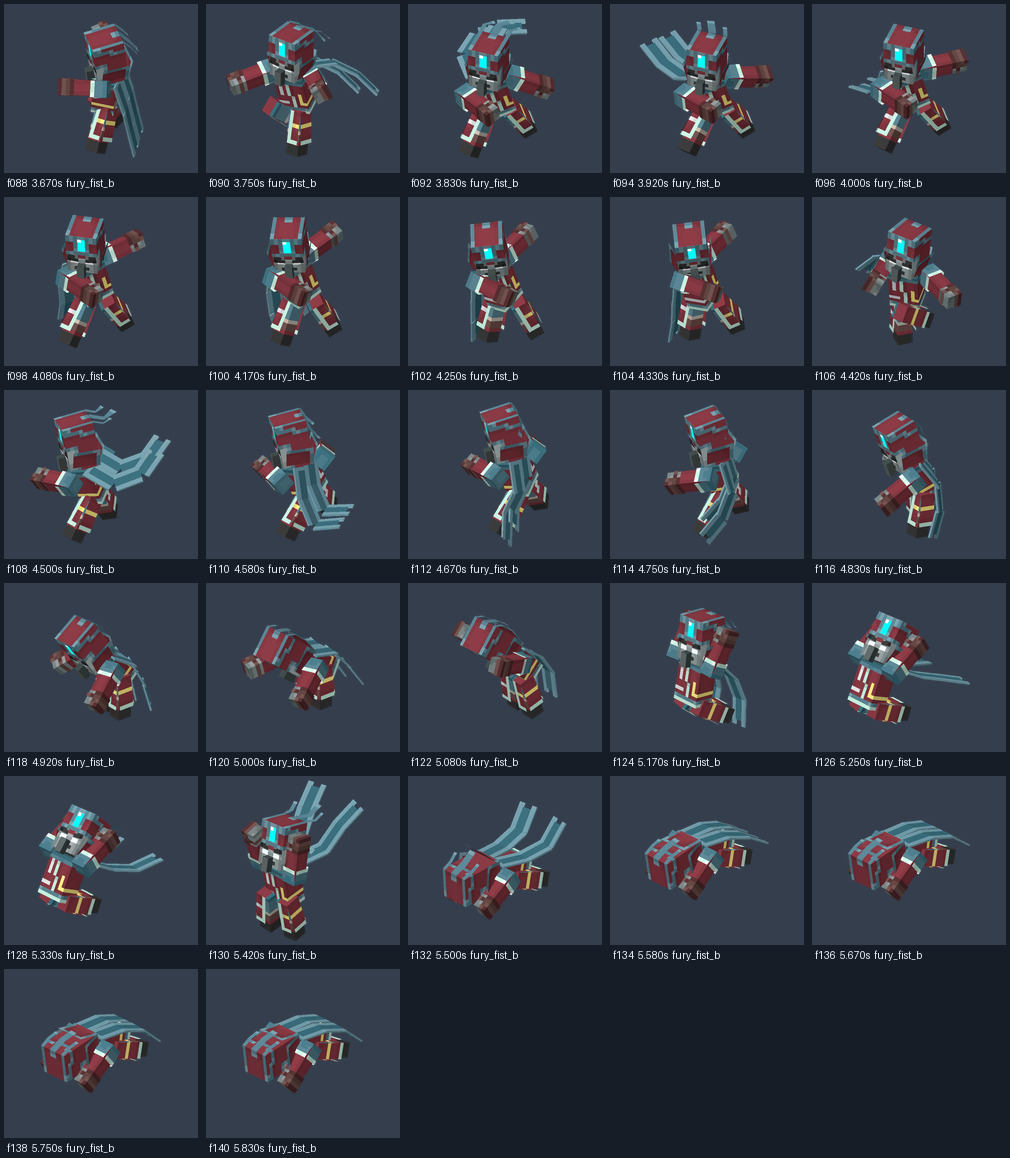 f088 3.670s fury_fist_b
f090 3.750s fury_fist_b
f092 3.830s fury_fist_b
f094 3.920s fury_fist_b
f096 4.000s fury_fist_b
f098 4.080s fury_fist_b
f100 4.170s fury_fist_b
f102 4.250s fury_fist_b
f104 4.330s fury_fist_b
f106 4.420s fury_fist_b
f108 4.500s fury_fist_b
f110 4.580s fury_fist_b
f112 4.670s fury_fist_b
f114 4.750s fury_fist_b
f116 4.830s fury_fist_b
f118 4.920s fury_fist_b
f120 5.000s fury_fist_b
f122 5.080s fury_fist_b
f124 5.170s fury_fist_b
f126 5.250s fury_fist_b
f128 5.330s fury_fist_b
f130 5.420s fury_fist_b
f132 5.500s fury_fist_b
f134 5.580s fury_fist_b
f136 5.670s fury_fist_b
f138 5.750s fury_fist_b
f140 5.830s fury_fist_b